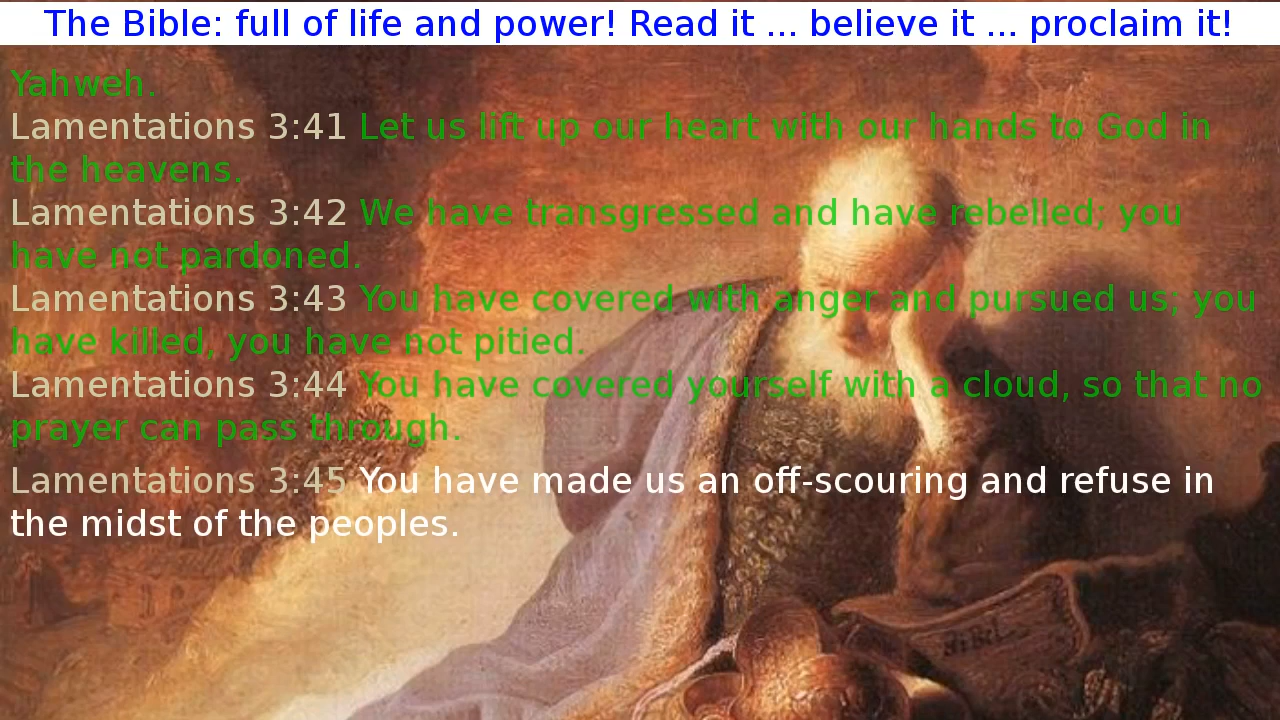 The Bible: full of life and power! Read it ... believe it ... proclaim it!
Yahweh.
Lamentations 3:41 Let us lift up our heart with our hands to God in
the heavens.
Lamentations 3:42 We have transgressed and have rebelled; you
have not pardoned.
Lamentations 3:43 You have covered with anger and pursued us; you
have killed, you have not pitied.
Lamentations 3:44 You have covered yourself with a cloud, so that no
prayer can pass through.
Lamentations 3:45 You have made us an off-scouring and refuse in
the midst of the peoples.
BiBeL